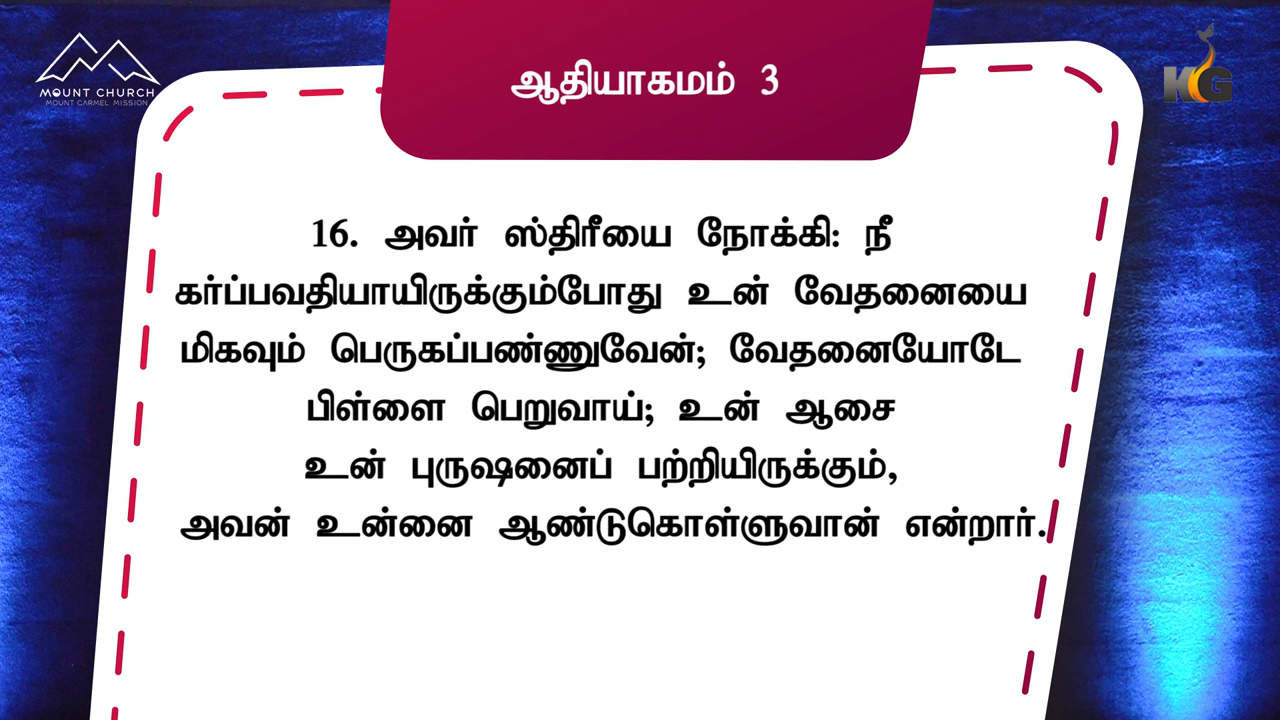 MOUNT CHURCH
MOUNT CARMEL MISSION
ஆதியாகமம் 3
KG
16. அவர் ஸ்திரீயை நோக்கி: நீ
கர்ப்பவதியாயிருக்கும்போது உன் வேதனையை
மிகவும் பெருகப்பண்ணுவேன்; வேதனையோடே
பிள்ளை பெறுவாய்; உன் ஆசை
உன் புருஷனைப் பற்றியிருக்கும்,
அவன் உன்னை ஆண்டுகொள்ளுவான் என்றார்.